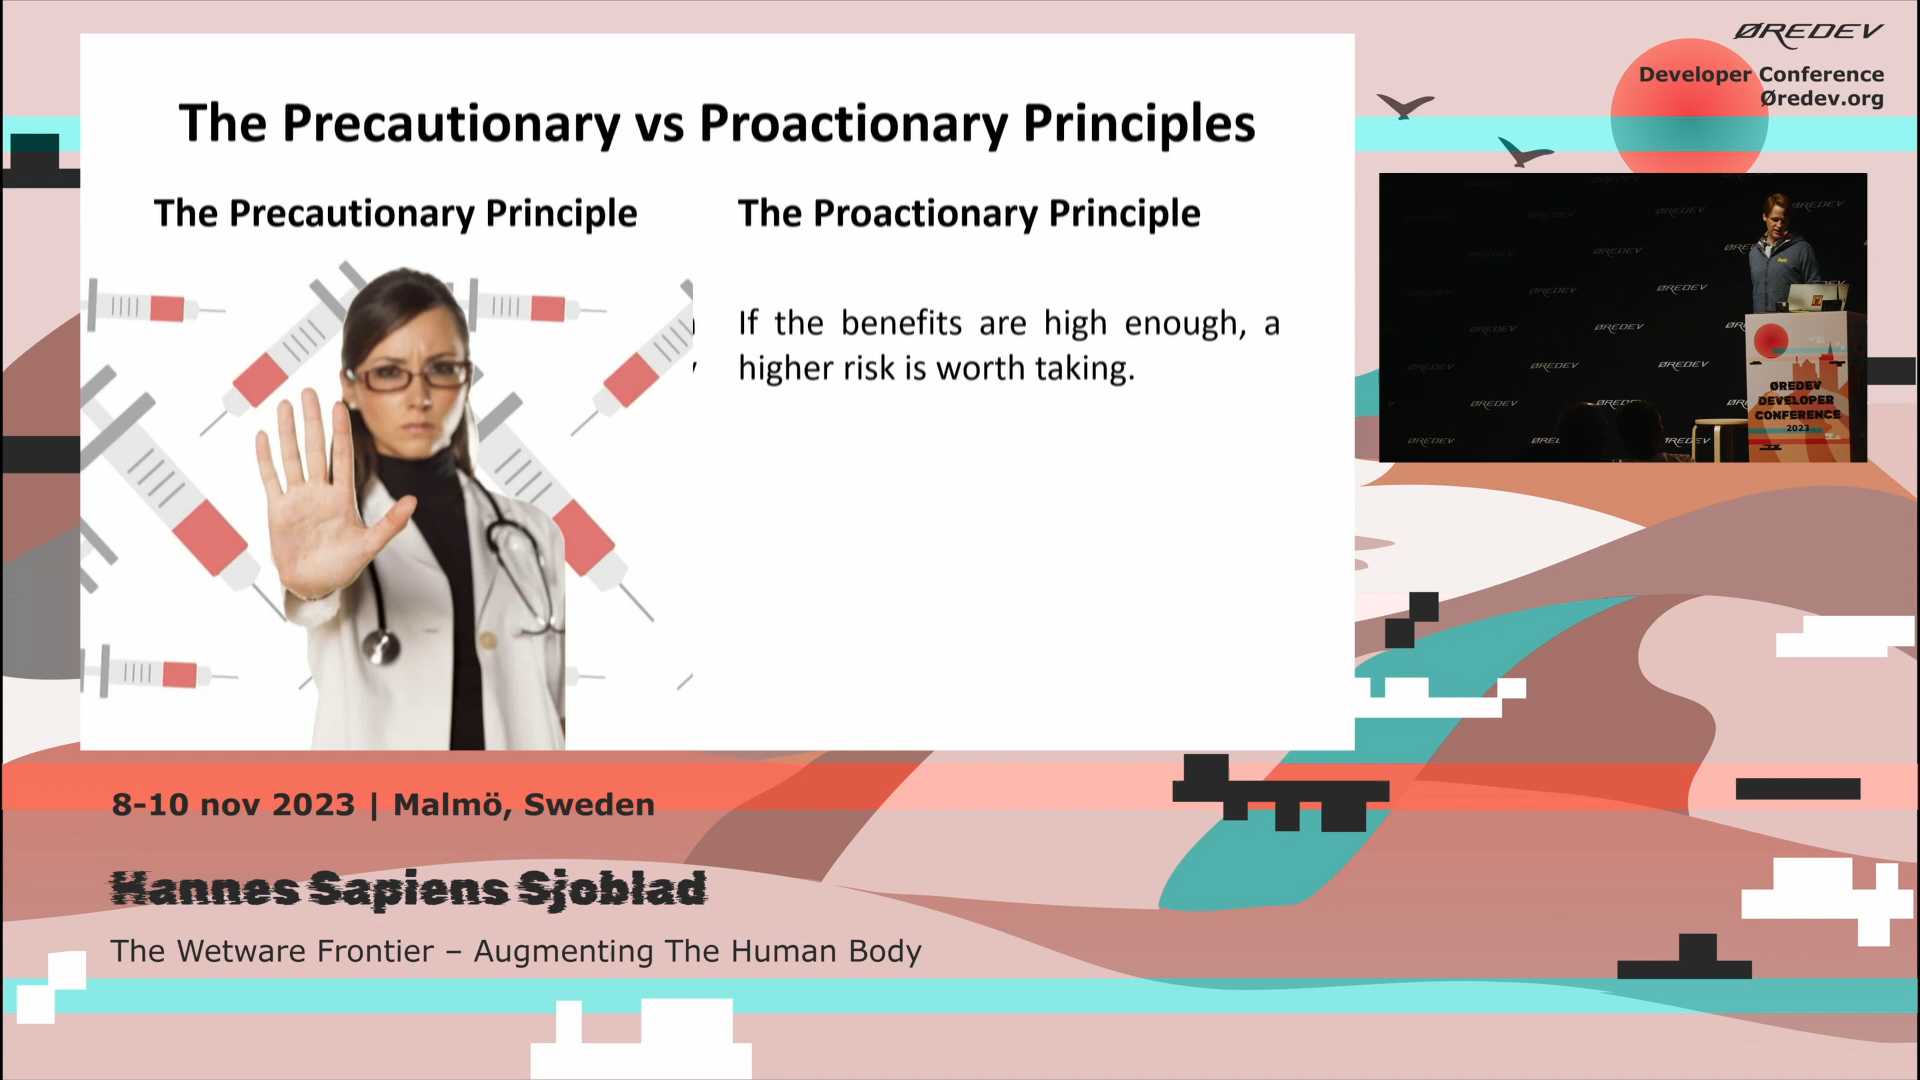 ØREDEV
Developer Conference
Øredev.org
The Precautionary vs Proactionary Principles
The Precautionary Principle
The Proactionary Principle
If the benefits are high enough, a
higher risk is worth taking.
ØREDEV
DEVELOPER
CONFERENCE
2023
8-10 nov 2023 | Malmö, Sweden
Hannes Sapiens Sjoblad
The Wetware Frontier – Augmenting The Human Body